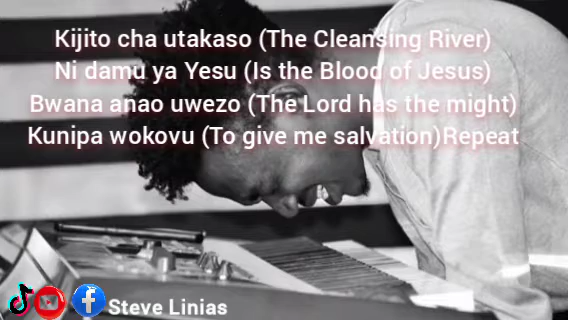 Kijito cha utakaso (The Cleansing River)
Ni damu ya Yesu (Is the Blood of Jesus)
Bwana anao uwezo (The Lord has the might)
Kunipa wokovu (To give me salvation)Repeat
Steve Linias